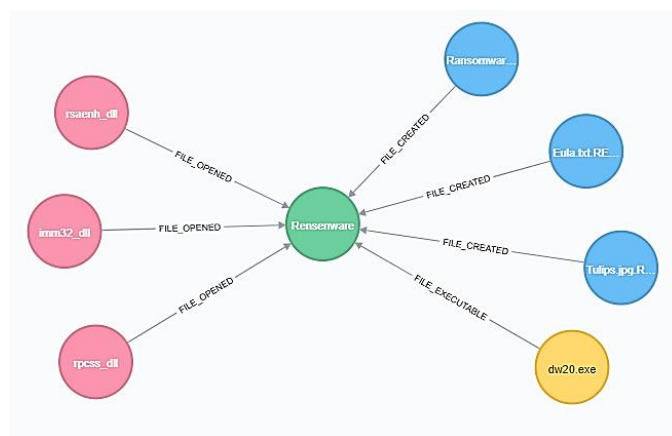 Ransomwar...
rsaenh_dll
FILE_CREATED
Eula.txt.RE...
FILE_OPENED
FILE_CREATED
Rensenware
imm32_dll
FILE_OPENED
FILE_CREATED
Tulips.jpg.R...
FILE_OPENED
FILE_EXECUTABLE
rpcss_dll
dw20.exe